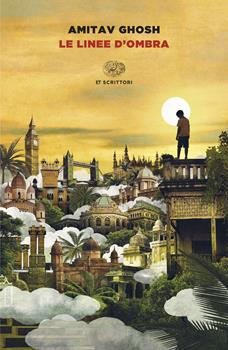 AMITAV GHOSH
LE LINEE D'OMBRA
ET SCRITTORI